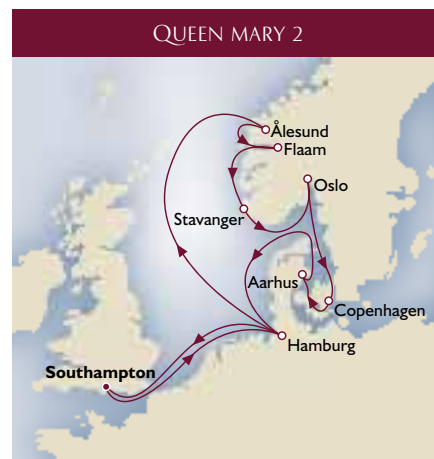 QUEEN MARY 2
Ålesund
Flaam
Oslo
Stavanger
Aarhus
Copenhagen
Hamburg
Southampton